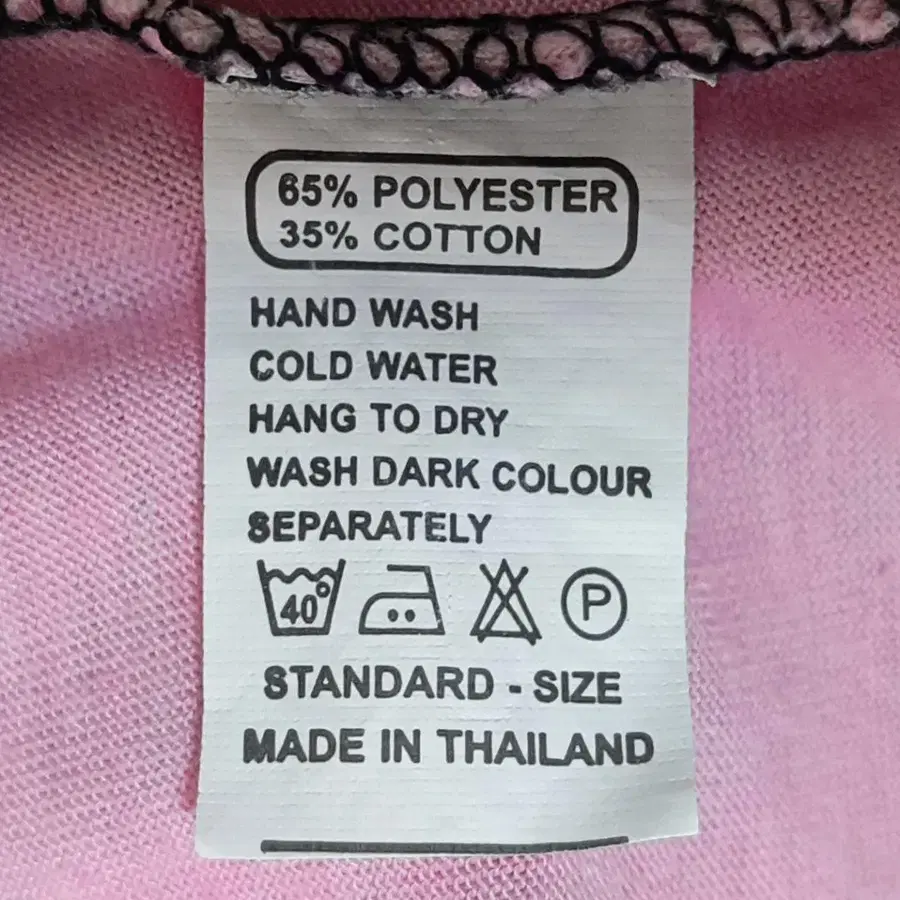 65% POLYESTER
35% COTTON
HAND WASH
COLD WATER
HANG TO DRY
WASH DARK COLOUR
SEPARATELY
40° P
STANDARD - SIZE
MADE IN THAILAND